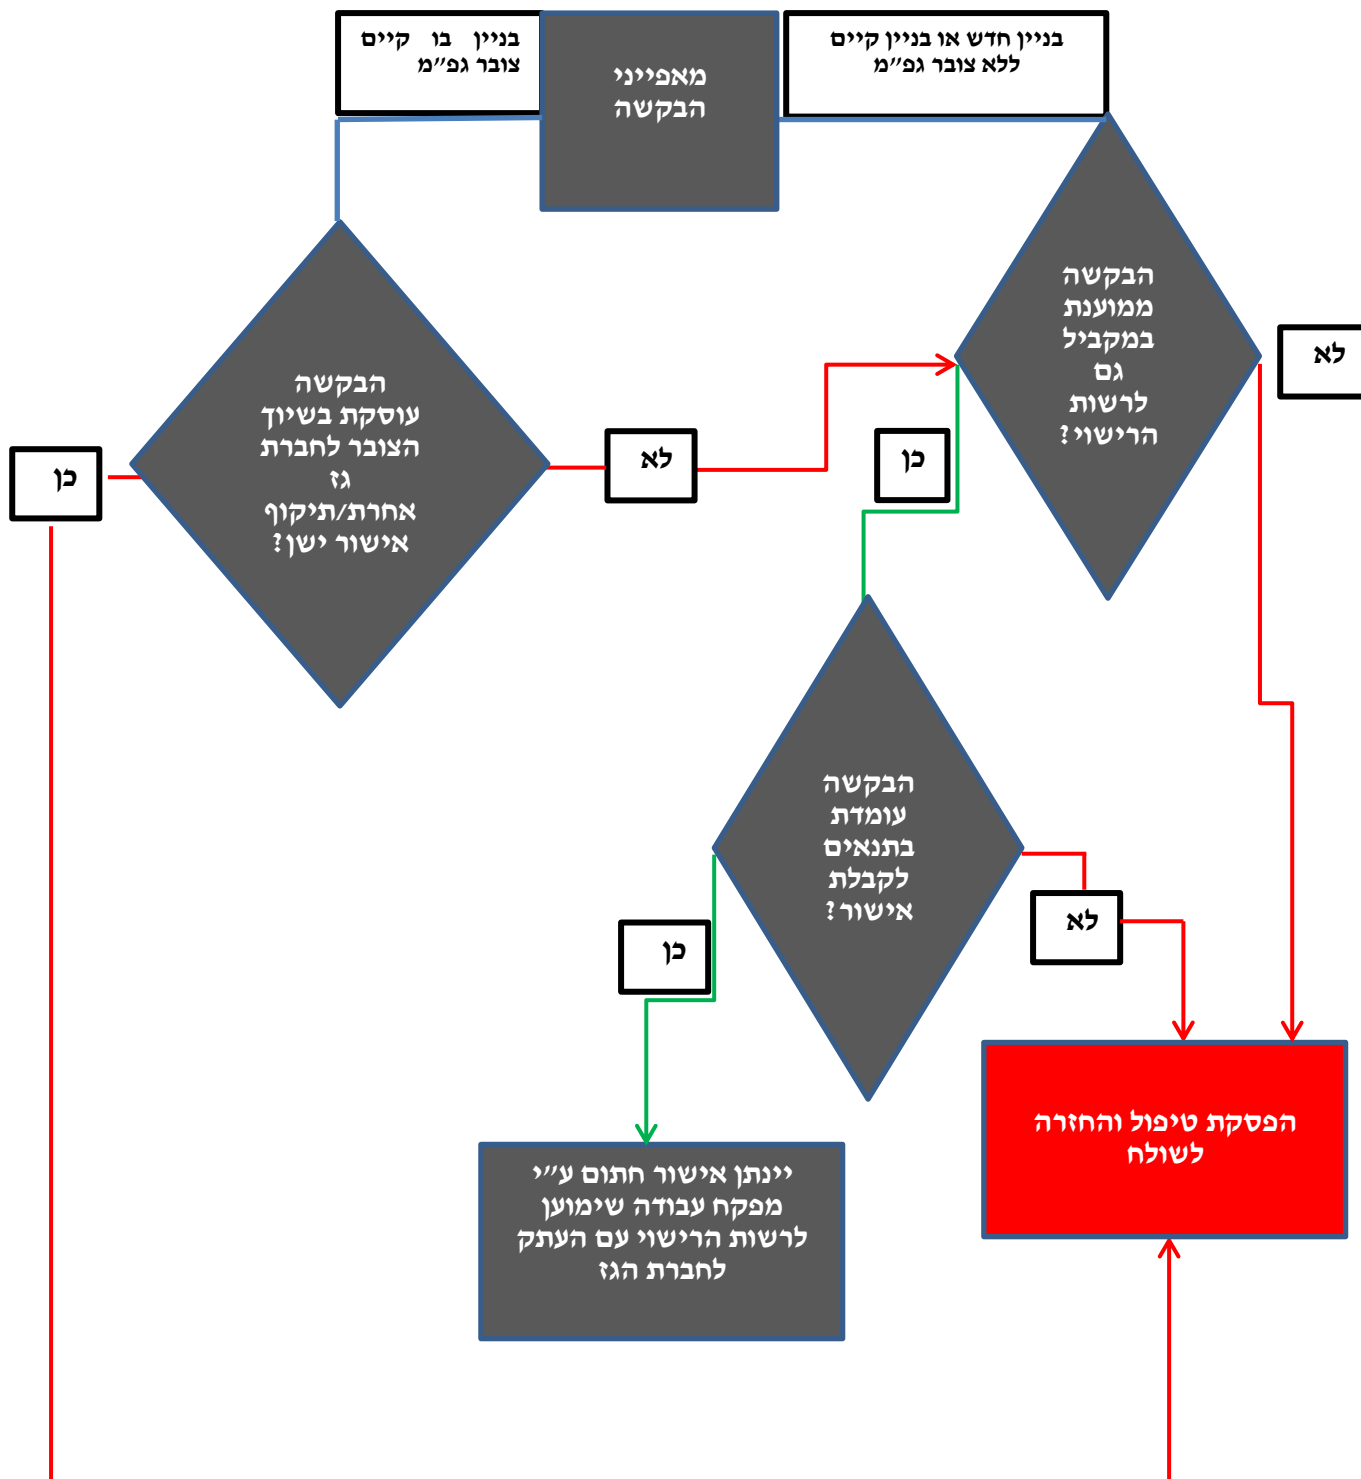 בניין חדש או בניין קיים
ללא צובר גפ״מ
מאפייני
הבקשה
בניין בו קיים
צובר גפ״מ
הבקשה
ממוענת
במקביל
גם
לרשות
הרישוי?
לא
כן
הבקשה
עוסקת בשיוך
הצובר לחברת
גז
אחרת/תיקוף
אישור ישן?
לא
כן
הבקשה
עומדת
בתנאים
לקבלת
אישור?
לא
כן
הפסקת טיפול והחזרה
לשולח
יינתן אישור חתום ע״י
מפקח עבודה שימוען
לרשות הרישוי עם העתק
לחברת הגז